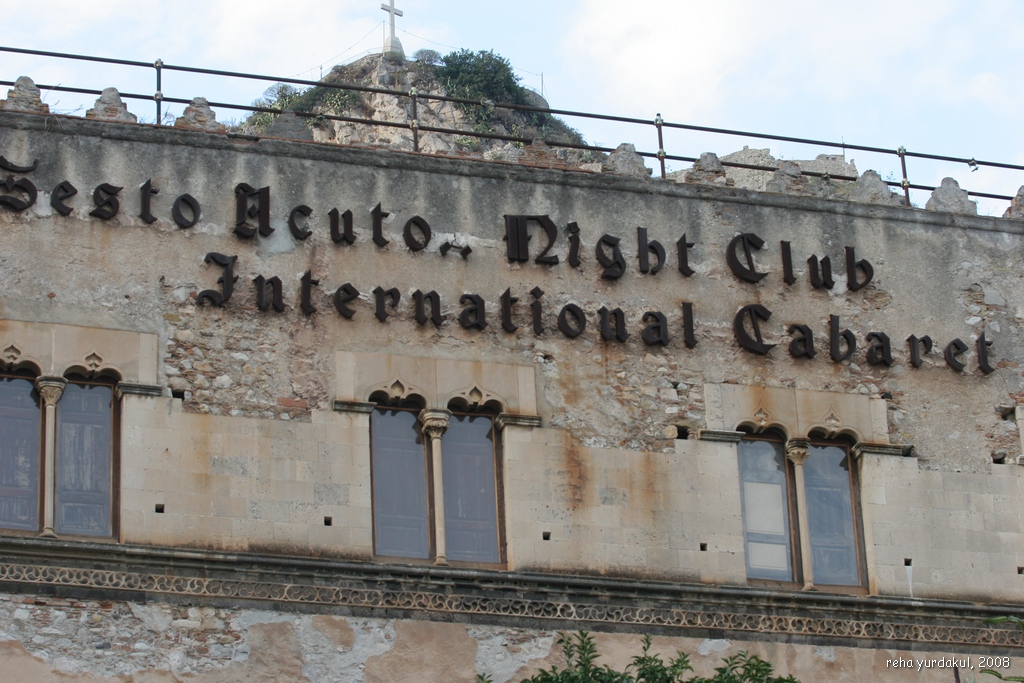 Sesto Acuto~ Night Club
International Cabaret
reha yurdakul, 2008